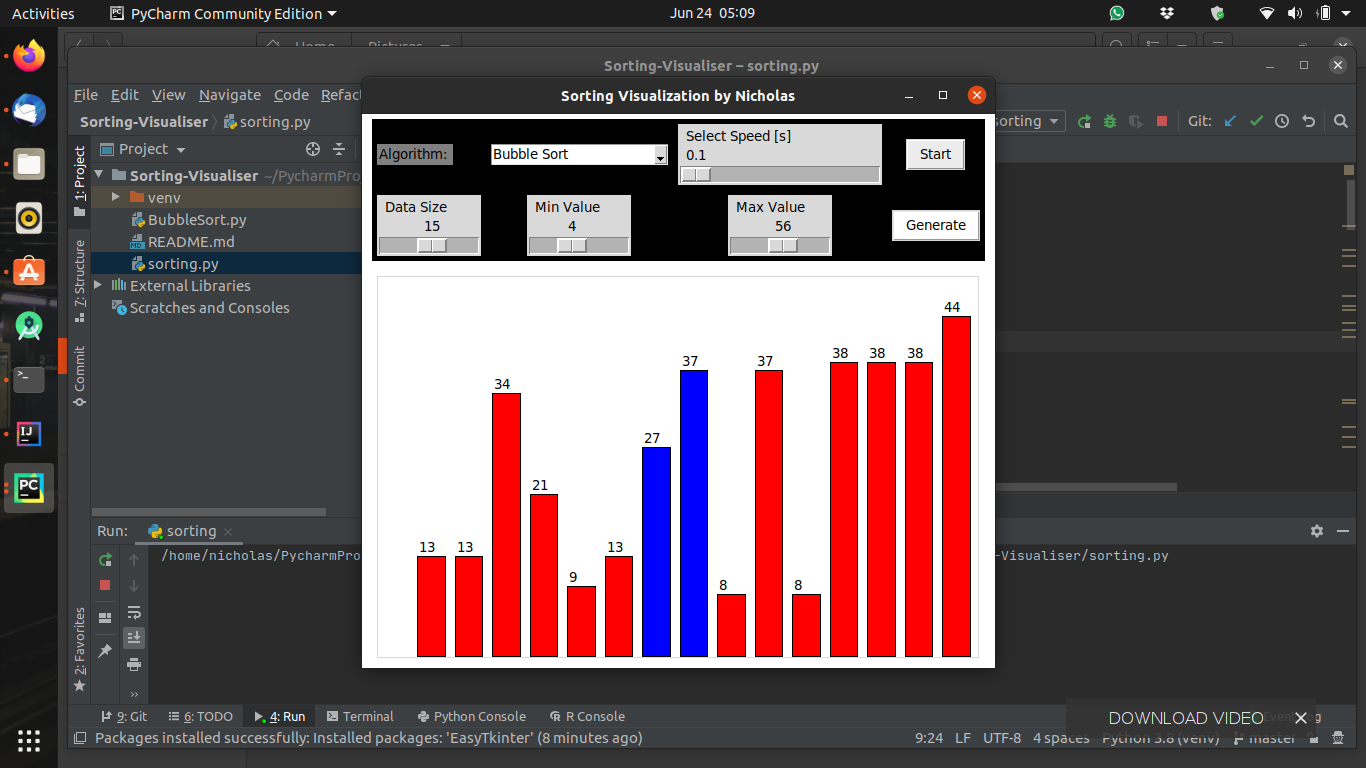 Activities
PyCharm Community Edition
Jun 24 05:09
Home
Pictures
Sorting-Visualiser – sorting.py
File Edit View Navigate Code Refact
Sorting Visualization by Nicholas
Sorting-Visualiser
sorting.py
sorting
Git:
Project
1: Project
Sorting-Visualiser ~/PycharmPro
venv
BubbleSort.py
README.md
sorting.py
External Libraries
Scratches and Consoles
7: Structure
Commit
2: Favorites
Algorithm:
Bubble Sort
Select Speed [s]
0.1
Start
Data Size
15
Min Value
4
Max Value
56
Generate
13 13 34 21 9 13 27 37 8 37 8 38 38 38 44
Run:
sorting
/home/nicholas/PycharmPro
-Visualiser/sorting.py
9: Git
6: TODO
4: Run
Terminal
Python Console
R Console
DOWNLOAD VIDEO
Packages installed successfully: Installed packages: 'EasyTkinter' (8 minutes ago)
9:24 LF UTF-8 4 spaces Python 3.8 (venv) master